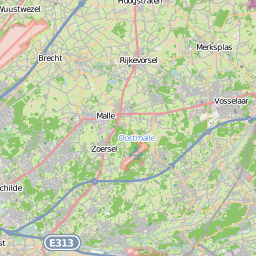 Hoogstraten
Wuustwezel
Merksplas
Brecht
Rijkevorsel
Vosselaar
Malle
Oostmalle
Zoersel
childe
E313
st